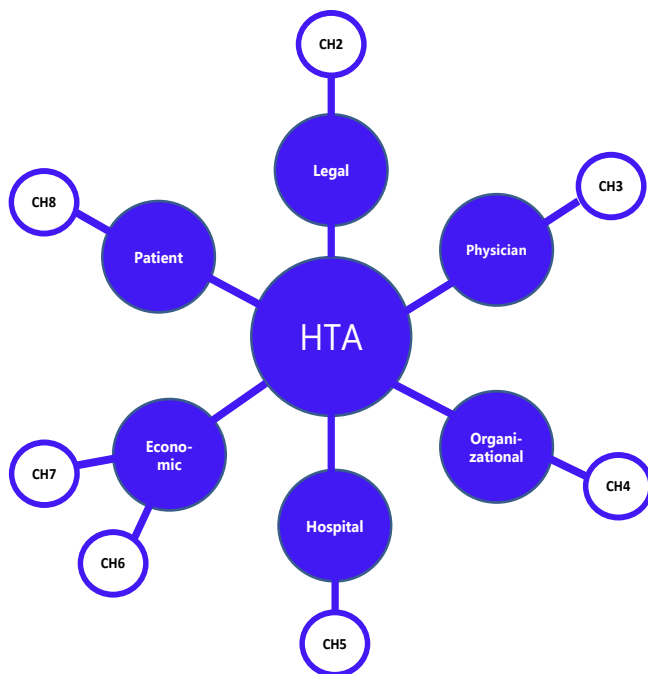 CH2
Legal
CH3
Physician
CH8
Patient
HTA
Organi-
zational
CH4
Econo-
mic
CH7
CH6
Hospital
CH5